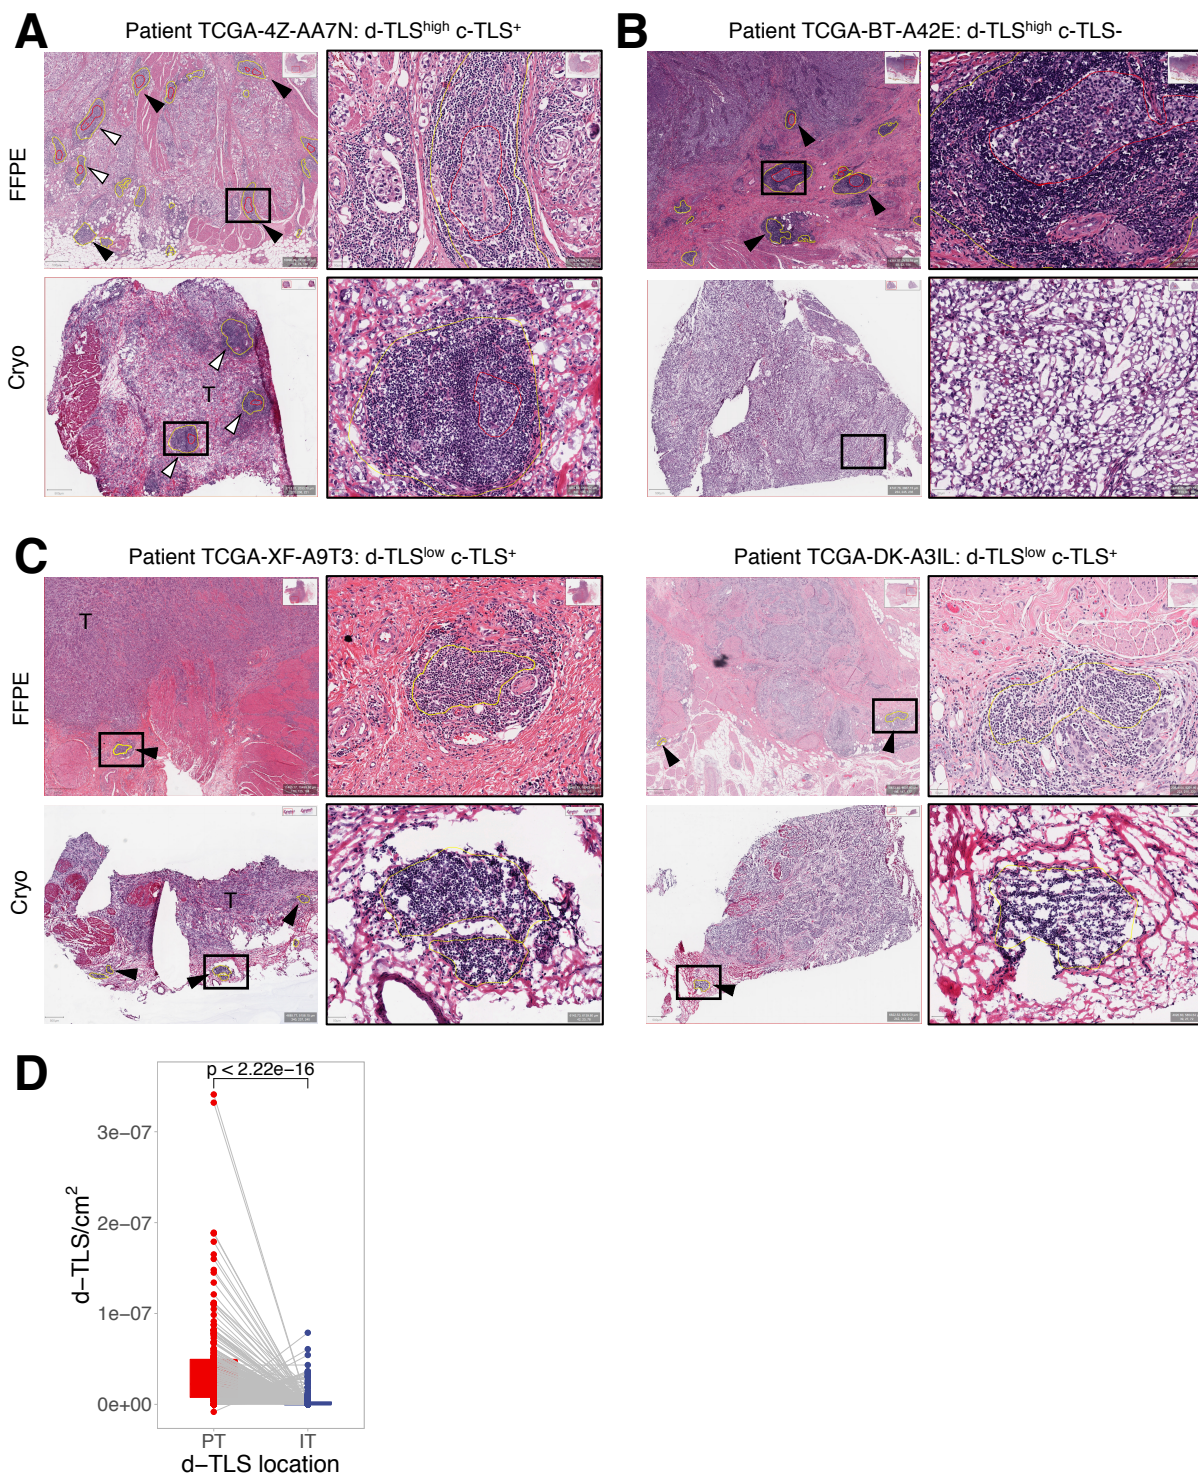 A
Patient TCGA-4Z-AA7N: d-TLShigh c-TLS+
B
Patient TCGA-BT-A42E: d-TLShigh c-TLS-
FFPE
Cryo
T
C
Patient TCGA-XF-A9T3: d-TLSlow c-TLS+
Patient TCGA-DK-A3IL: d-TLSlow c-TLS+
FFPE
T
Cryo
T
D
p < 2.22e−16
d−TLS/cm2
3e−07
2e−07
1e−07
0e+00
PT
IT
d−TLS location